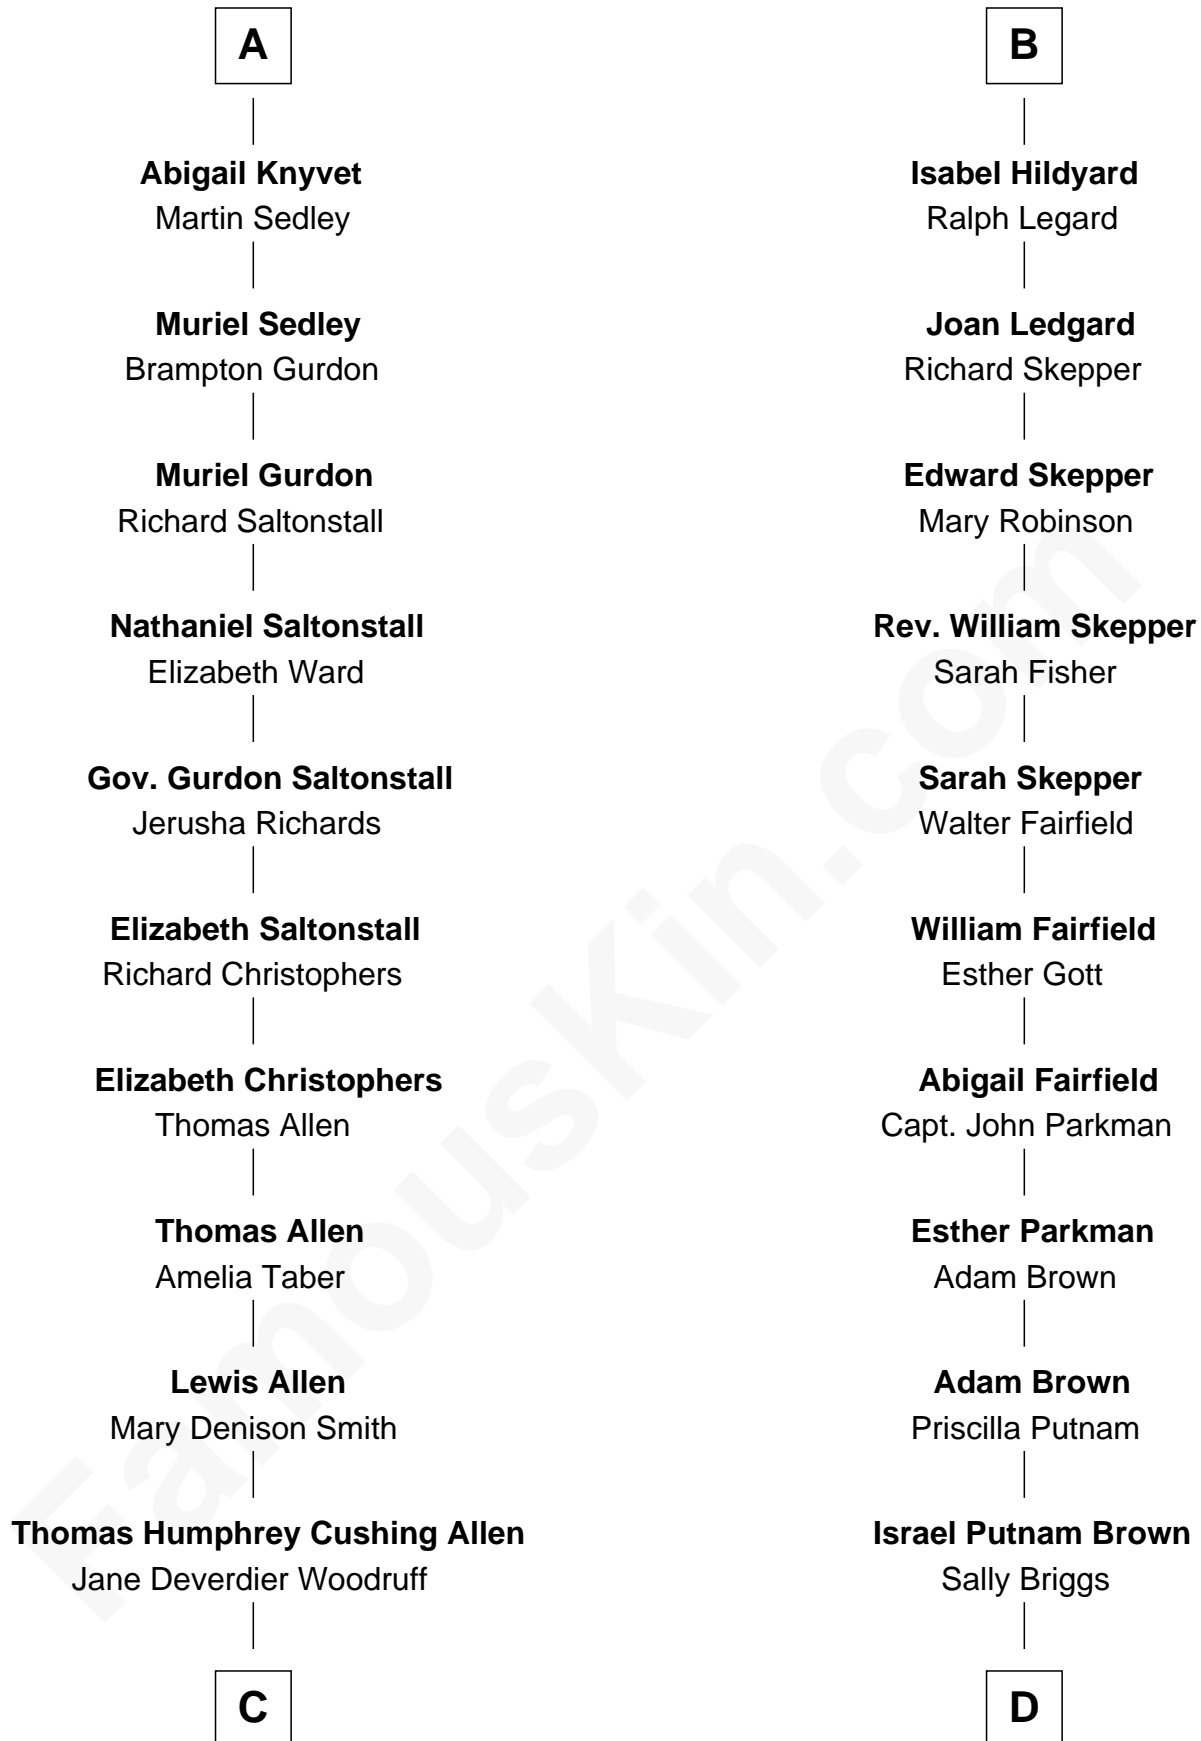 A
Abigail Knyvet
Martin Sedley
Muriel Sedley
Brampton Gurdon
Muriel Gurdon
Richard Saltonstall
Nathaniel Saltonstall
Elizabeth Ward
Gov. Gurdon Saltonstall
Jerusha Richards
Elizabeth Saltonstall
Richard Christophers
Elizabeth Christophers
Thomas Allen
Thomas Allen
Amelia Taber
Lewis Allen
Mary Denison Smith
Thomas Humphrey Cushing Allen
Jane Deverdier Woodruff
C
B
Isabel Hildyard
Ralph Legard
Joan Ledgard
Richard Skepper
Edward Skepper
Mary Robinson
Rev. William Skepper
Sarah Fisher
Sarah Skepper
Walter Fairfield
William Fairfield
Esther Gott
Abigail Fairfield
Capt. John Parkman
Esther Parkman
Adam Brown
Adam Brown
Priscilla Putnam
Israel Putnam Brown
Sally Briggs
D
FamousKin.com